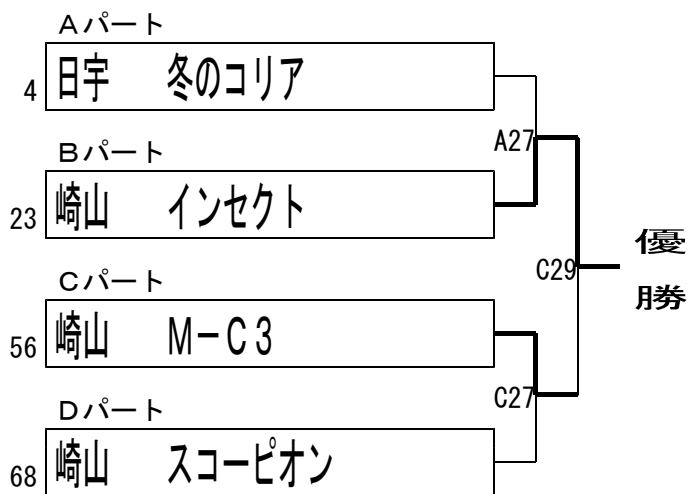 Aパート
4 日宇 冬のコリア
A27
Bパート
23 崎山 インセクト
C29
優勝
Cパート
56 崎山 M−C3
C27
Dパート
68 崎山 スコーピオン